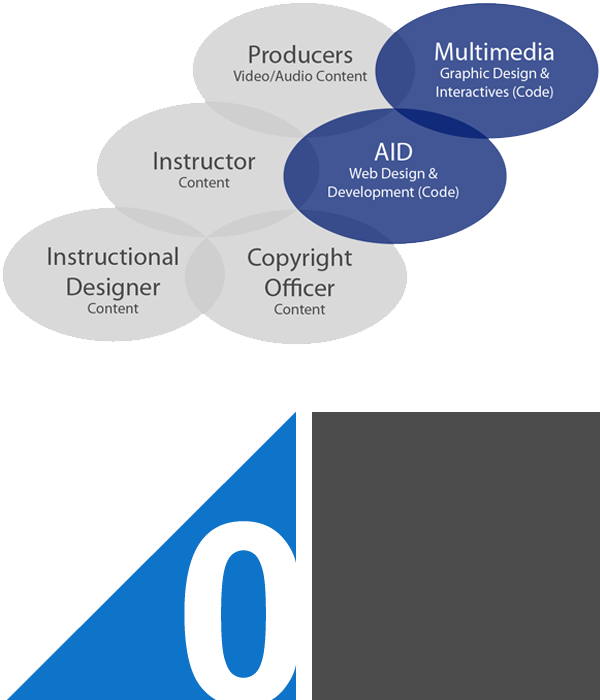 Producers
Video/Audio Content
Multimedia
Graphic Design &
Interactives (Code)
Instructor
Content
AID
Web Design &
Development (Code)
Instructional
Designer
Content
Copyright
Officer
Content
0